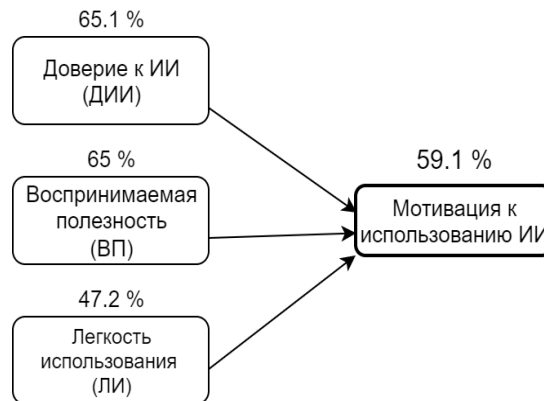 65.1 %
Доверие к ИИ
(ДИИ)
65 %
Воспринимаемая
полезность
(ВП)
47.2 %
Легкость
использования
(ЛИ)
59.1 %
Мотивация к
использованию ИИ